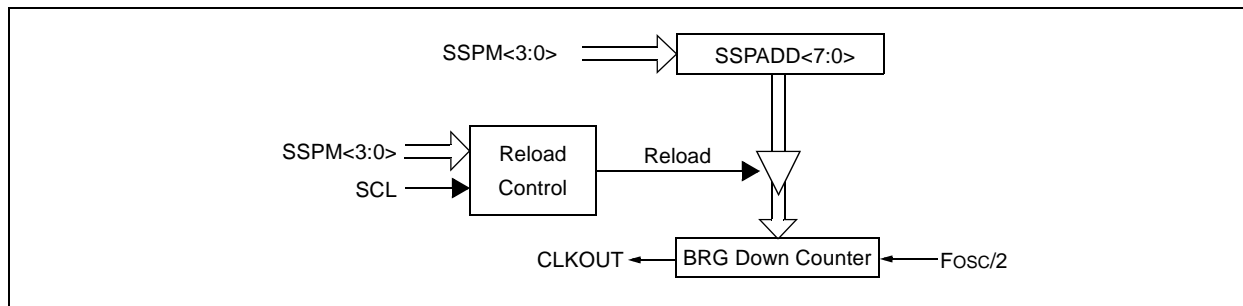 SSPM<3:0>
SSPADD<7:0>
SSPM<3:0>
SCL
Reload
Control
Reload
CLKOUT
BRG Down Counter
FOSC/2